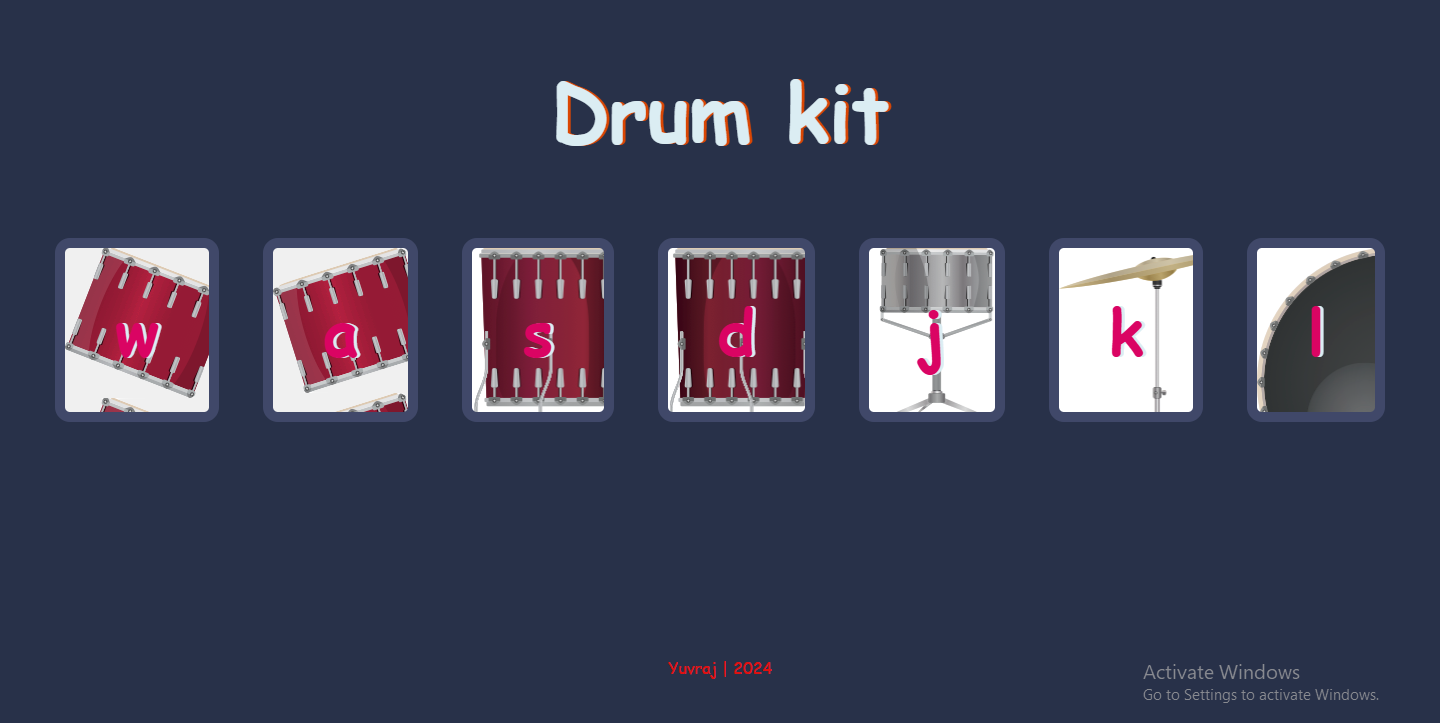 Drum kit
w a s d j k l
Yuvraj | 2024
Activate Windows
Go to Settings to activate Windows.